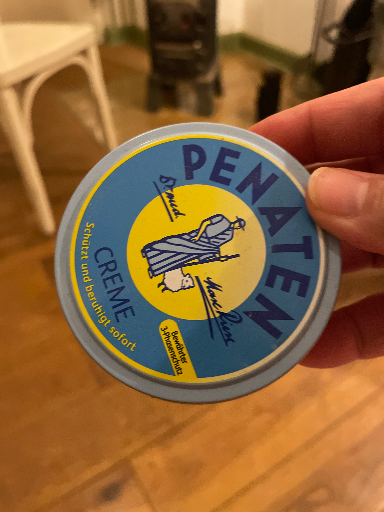 PENATEN
CREME
Schützt und beruhigt sofort
Bewährter
3-Phasenschutz